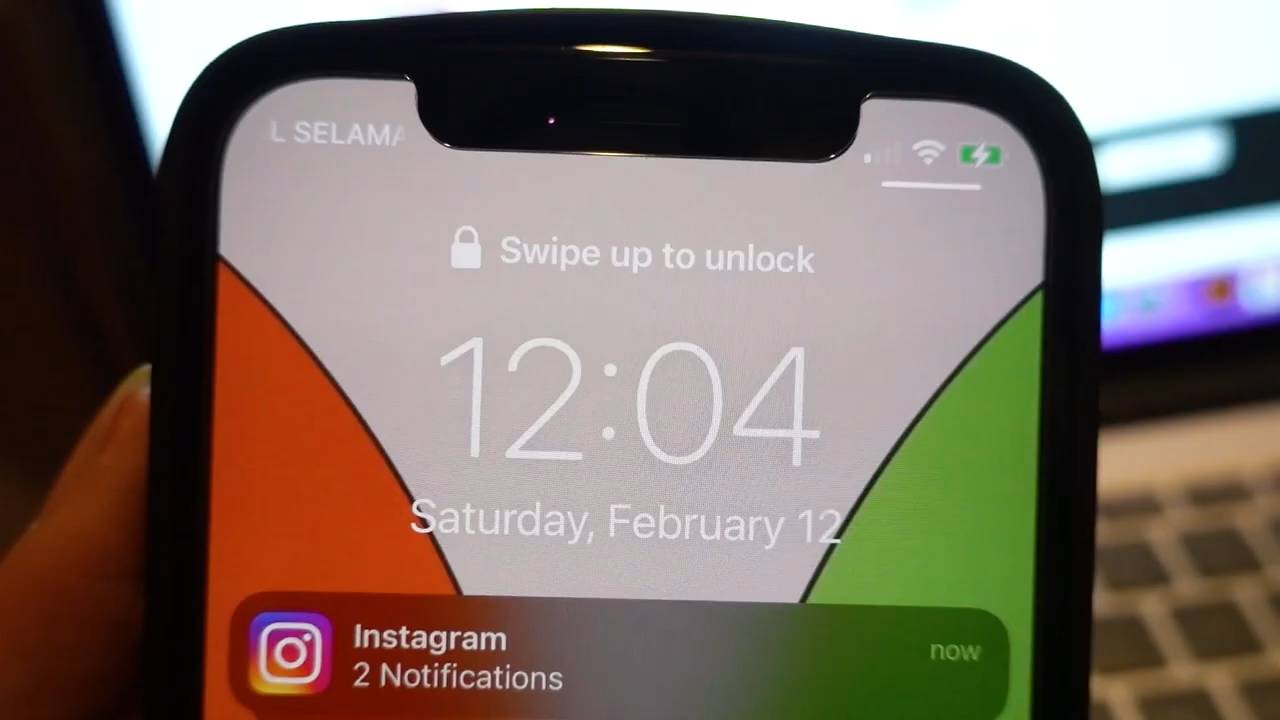 L SELAMA
Swipe up to unlock
12:04
Saturday, February 12
Instagram
now
2 Notifications